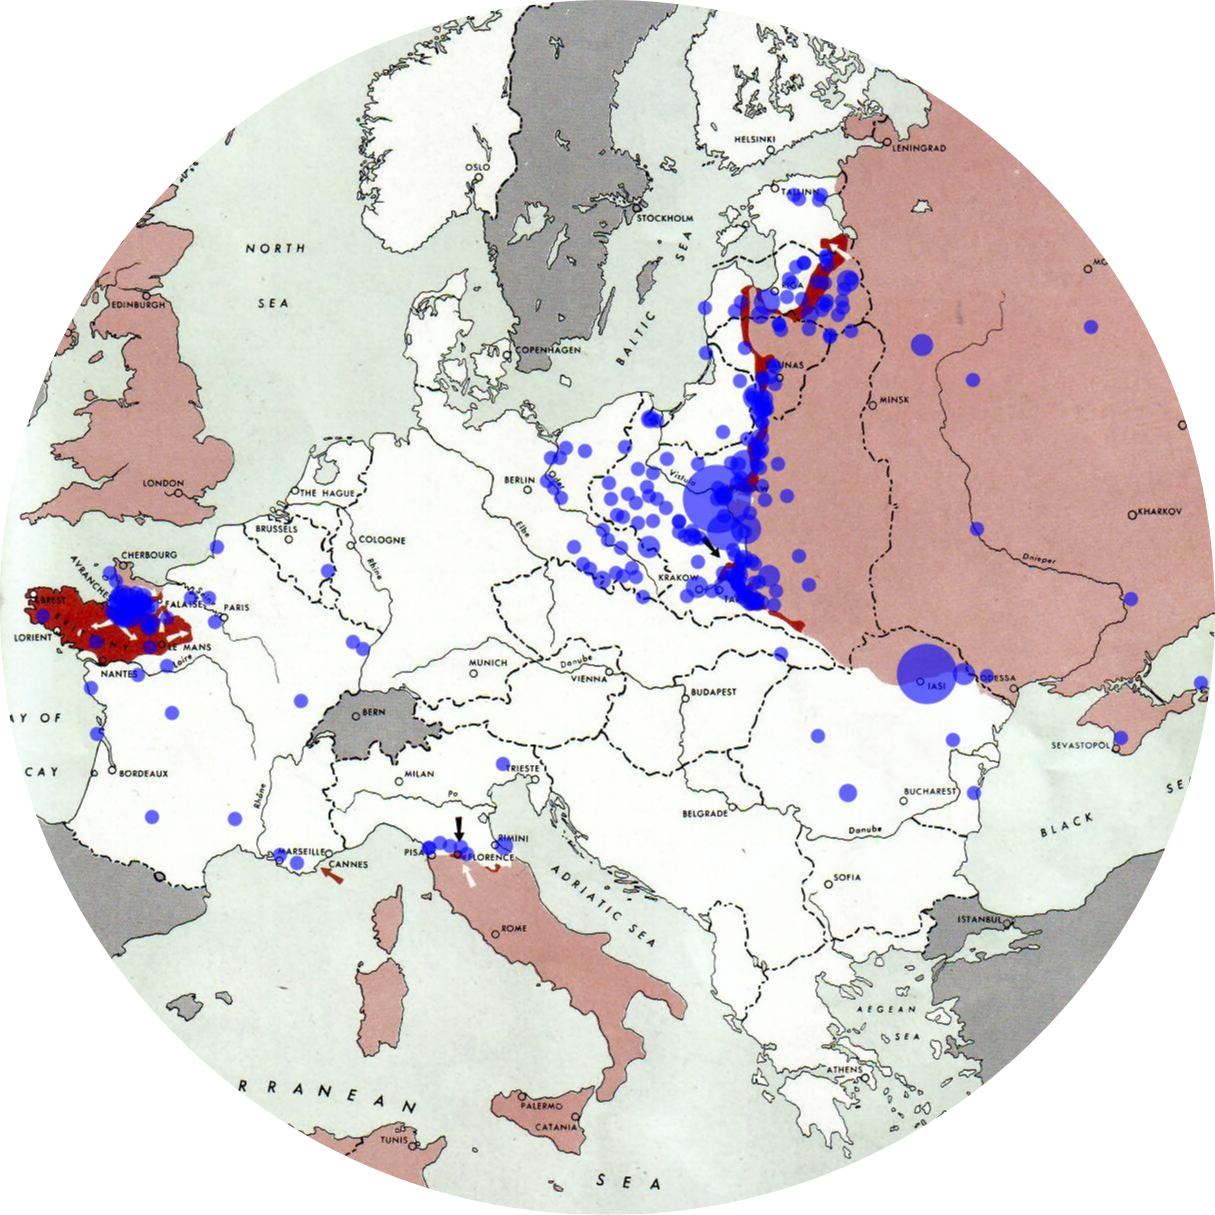 HELSINKI
LENINGRAD
OSLO
TALLINN
STOCKHOLM
NORTH
SEA
BALTIC
SEA
EDINBURGH
RIGA
COPENHAGEN
UNAS
MINSK
LONDON
THE HAGUE
BERLIN
Oder
Vistula
KHARKOV
BRUSSELS
COLOGNE
Elbe
Rhine
CHERBOURG
AVRANCHES
Dnieper
KRAKOW
BREST
FALAISE
PARIS
LORIENT
LE MANS
Loire
NANTES
MUNICH
Danube
VIENNA
IASI
ODESSA
BUDAPEST
BERN
AY OF
CAY
SEVASTOPOL
BORDEAUX
MILAN
TRIESTE
Po
Rhône
BELGRADE
BUCHAREST
Danube
BLACK
SE
MARSEILLE
CANNES
PISA
FLORENCE
RIMINI
ADRIATIC SEA
SOFIA
ISTANBUL
ROME
AEGEAN
SEA
ATHENS
RRANEAN
SEA
PALERMO
CATANIA
TUNIS